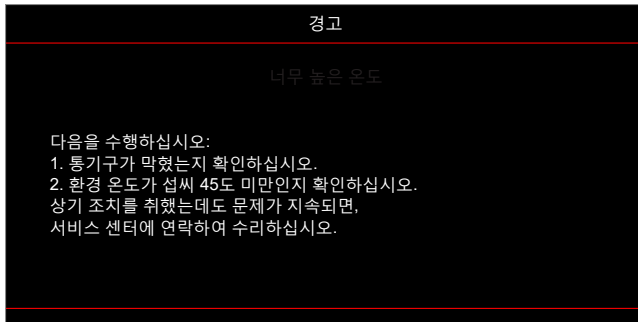 경고
너무 높은 온도
다음을 수행하십시오:
1. 통기구가 막혔는지 확인하십시오.
2. 환경 온도가 섭씨 45도 미만인지 확인하십시오.
상기 조치를 취했는데도 문제가 지속되면,
서비스 센터에 연락하여 수리하십시오.